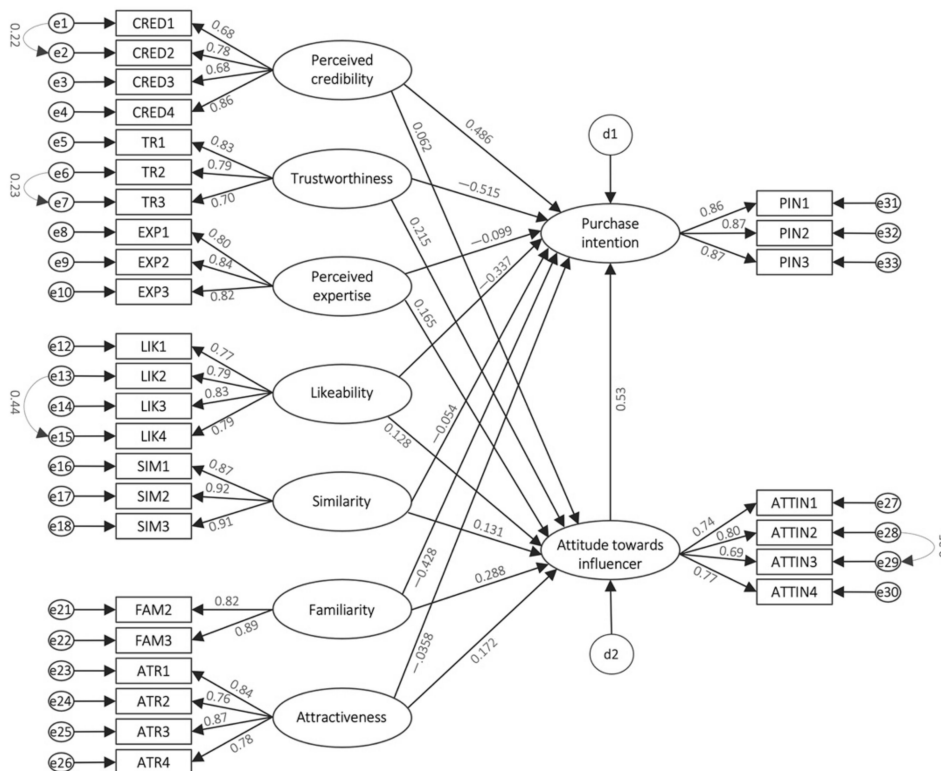 e1
CRED1
0.22
0.68
e2
CRED2
0.78
e3
CRED3
0.68
e4
CRED4
0.86
Perceived
credibility
0.486
0.062
d1
e5
TR1
0.83
e6
TR2
0.79
0.23
e7
TR3
0.70
Trustworthiness
—0.515
0.215
e8
EXP1
0.80
e9
EXP2
0.84
e10
EXP3
0.82
Perceived
expertise
—0.099
—0.337
0.165
Purchase
intention
0.86
PIN1
e31
0.87
PIN2
e32
0.87
PIN3
e33
e12
LIK1
0.77
e13
LIK2
0.79
0.44
e14
LIK3
0.83
e15
LIK4
0.79
Likeability
0.128
—0.054
0.53
e16
SIM1
0.87
e17
SIM2
0.92
e18
SIM3
0.91
Similarity
0.131
—0.428
Attitude towards
influencer
0.74
ATTIN1
e27
0.80
ATTIN2
e28
0.69
ATTIN3
e29
0.77
ATTIN4
e30
e21
FAM2
0.82
e22
FAM3
0.89
Familiarity
0.288
—.0358
d2
e23
ATR1
0.84
e24
ATR2
0.76
e25
ATR3
0.87
e26
ATR4
0.78
Attractiveness
0.172